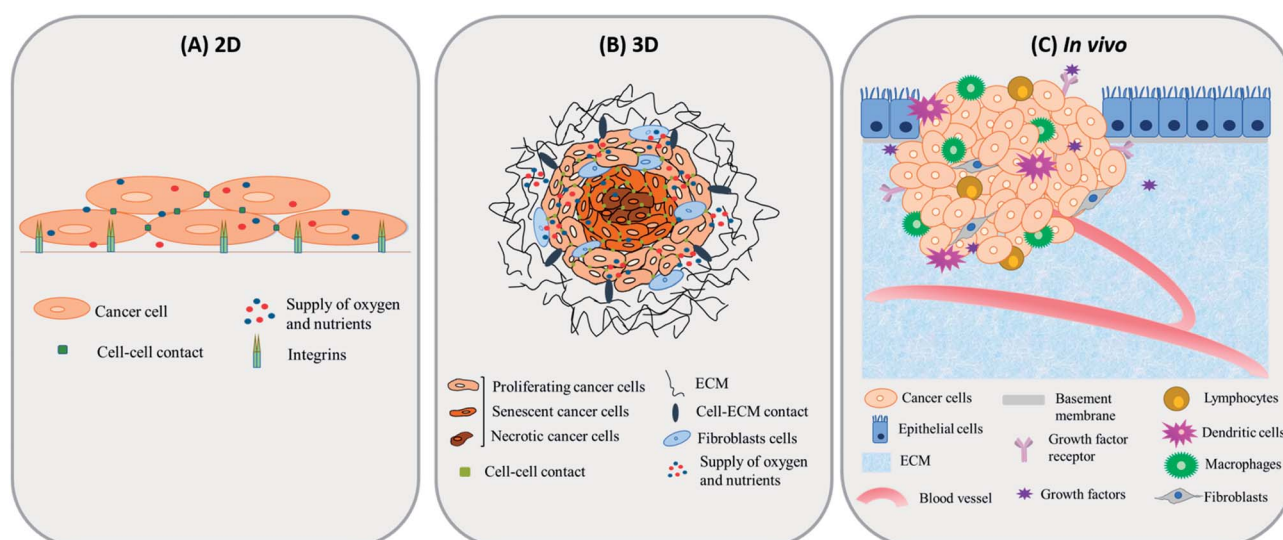 (A) 2D
Cancer cell
Supply of oxygen
and nutrients
Cell-cell contact
Integrins
(B) 3D
Proliferating cancer cells
ECM
Senescent cancer cells
Cell-ECM contact
Necrotic cancer cells
Fibroblasts cells
Cell-cell contact
Supply of oxygen
and nutrients
(C) In vivo
Cancer cells
Basement
membrane
Lymphocytes
Epithelial cells
Growth factor
receptor
Dendritic cells
ECM
Macrophages
Blood vessel
Growth factors
Fibroblasts